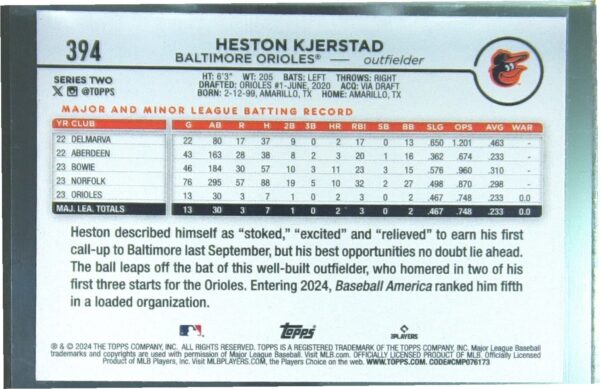 394
HESTON KJERSTAD
BALTIMORE ORIOLES® — outfielder
SERIES TWO
@TOPPS
HT: 6'3" WT: 205 BATS: LEFT THROWS: RIGHT
DRAFTED: ORIOLES #1-JUNE, 2020 ACQ: VIA DRAFT
BORN: 2-12-99, AMARILLO, TX HOME: AMARILLO, TX
MAJOR AND MINOR LEAGUE BATTING RECORD
YR CLUB G AB R H 2B 3B HR RBI SB BB SLG OPS AVG WAR
22 DELMARVA 22 80 17 37 9 0 2 17 0 13 .650 1.201 .463 -
22 ABERDEEN 43 163 28 38 8 2 3 20 1 16 .362 .674 .233 -
23 BOWIE 46 184 30 57 10 3 11 23 3 15 .576 .960 .310 -
23 NORFOLK 76 295 57 88 19 5 10 32 2 27 .498 .870 .298 -
23 ORIOLES 13 30 3 7 1 0 2 3 0 2 .467 .748 .233 0.0
MAJ. LEA. TOTALS 13 30 3 7 1 0 2 3 0 2 .467 .748 .233 0.0
Heston described himself as “stoked,” “excited” and “relieved” to earn his first
call-up to Baltimore last September, but his best opportunities no doubt lie ahead.
The ball leaps off the bat of this well-built outfielder, who homered in two of his
first three starts for the Orioles. Entering 2024, Baseball America ranked him fifth
in a loaded organization.
Topps
PLAYERS
® & © 2024 THE TOPPS COMPANY, INC. ALL RIGHTS RESERVED. TOPPS IS A REGISTERED TRADEMARK OF THE TOPPS COMPANY, INC. Major League Baseball
trademarks and copyrights are used with permission of Major League Baseball. Visit MLB.com. OFFICIALLY LICENSED PRODUCT OF MLB. Officially Licensed
Product of MLB Players, Inc. Visit MLBPLAYERS.com, the Players Choice on the web. WWW.TOPPS.COM. CODE#CMP076173